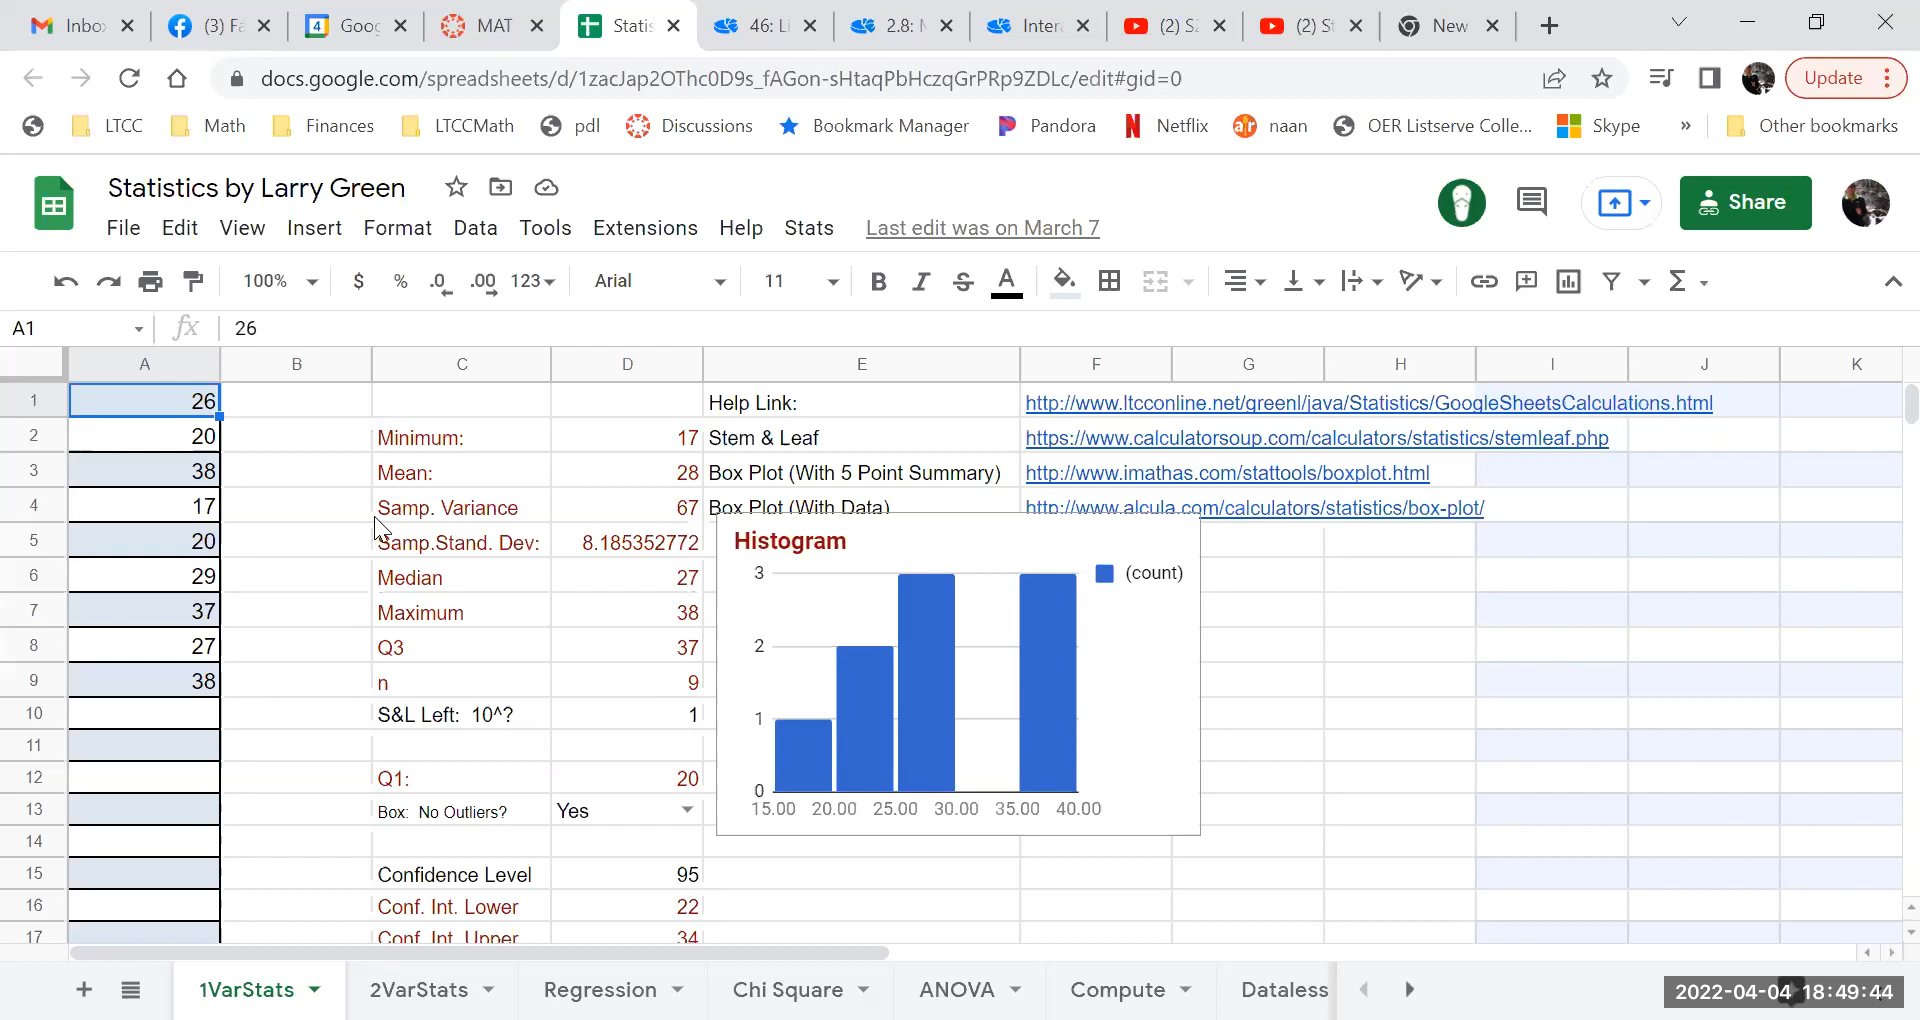 Inbo
(3) Fa
4
Goog
MAT
Statis
46: Li
2.8: N
Inter
(2) S2
(2) St
New
docs.google.com/spreadsheets/d/1zacJap2OThc0D9s_fAGon-sHtaqPbHczqGrPRp9ZDLc/edit#gid=0
Update
LTCC
Math
Finances
LTCCMath
pdl
Discussions
Bookmark Manager
Pandora
Netflix
naan
OER Listserve Colle...
Skype
»
Other bookmarks
Statistics by Larry Green
File Edit View Insert Format Data Tools Extensions Help Stats Last edit was on March 7
Share
100% $ % .0 .00 123 Arial 11 B I S A
A1 fx 26
A B C D E F G H I J K
1 26 Help Link: http://www.ltcconline.net/greenl/java/Statistics/GoogleSheetsCalculations.html
2 20 Minimum: 17 Stem & Leaf https://www.calculatorsoup.com/calculators/statistics/stemleaf.php
3 38 Mean: 28 Box Plot (With 5 Point Summary) http://www.imathas.com/stattools/boxplot.html
4 17 Samp. Variance 67 Box Plot (With Data) http://www.alcula.com/calculators/statistics/box-plot/
5 20 Samp.Stand. Dev: 8.185352772
6 29 Median 27
7 37 Maximum 38
8 27 Q3 37
9 38 n 9
10 S&L Left: 10^? 1
11
12 Q1: 20
13 Box: No Outliers? Yes
14
15 Confidence Level 95
16 Conf. Int. Lower 22
17 Conf. Int. Upper 34
Histogram
(count)
3
2
1
0
15.00 20.00 25.00 30.00 35.00 40.00
1VarStats 2VarStats Regression Chi Square ANOVA Compute Dataless
2022-04-04 18:49:44